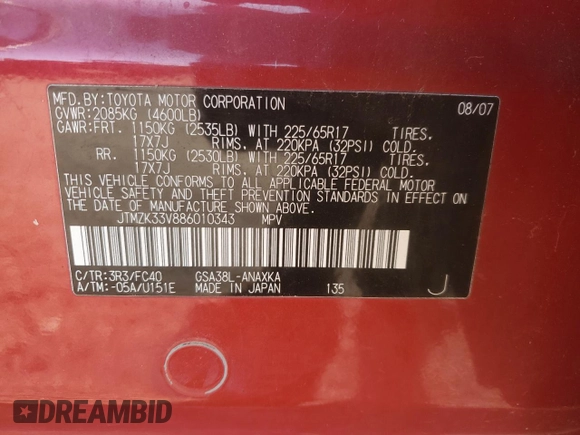 MFD.BY:TOYOTA MOTOR CORPORATION 08/07
GVWR:2085KG (4600LB)
GAWR:FRT. 1150KG (2535LB) WITH 225/65R17 TIRES.
17X7J RIMS. AT 220KPA (32PSI) COLD.
RR. 1150KG (2530LB) WITH 225/65R17 TIRES.
17X7J RIMS. AT 220KPA (32PSI) COLD.
THIS VEHICLE CONFORMS TO ALL APPLICABLE FEDERAL MOTOR
VEHICLE SAFETY AND THEFT PREVENTION STANDARDS IN EFFECT ON
THE DATE OF MANUFACTURE SHOWN ABOVE.
JTMZK33V886010343 MPV
C/TR:3R3/FC40 GSA38L-ANAXKA
A/TM:-05A/U151E MADE IN JAPAN 135 J
DREAMBID